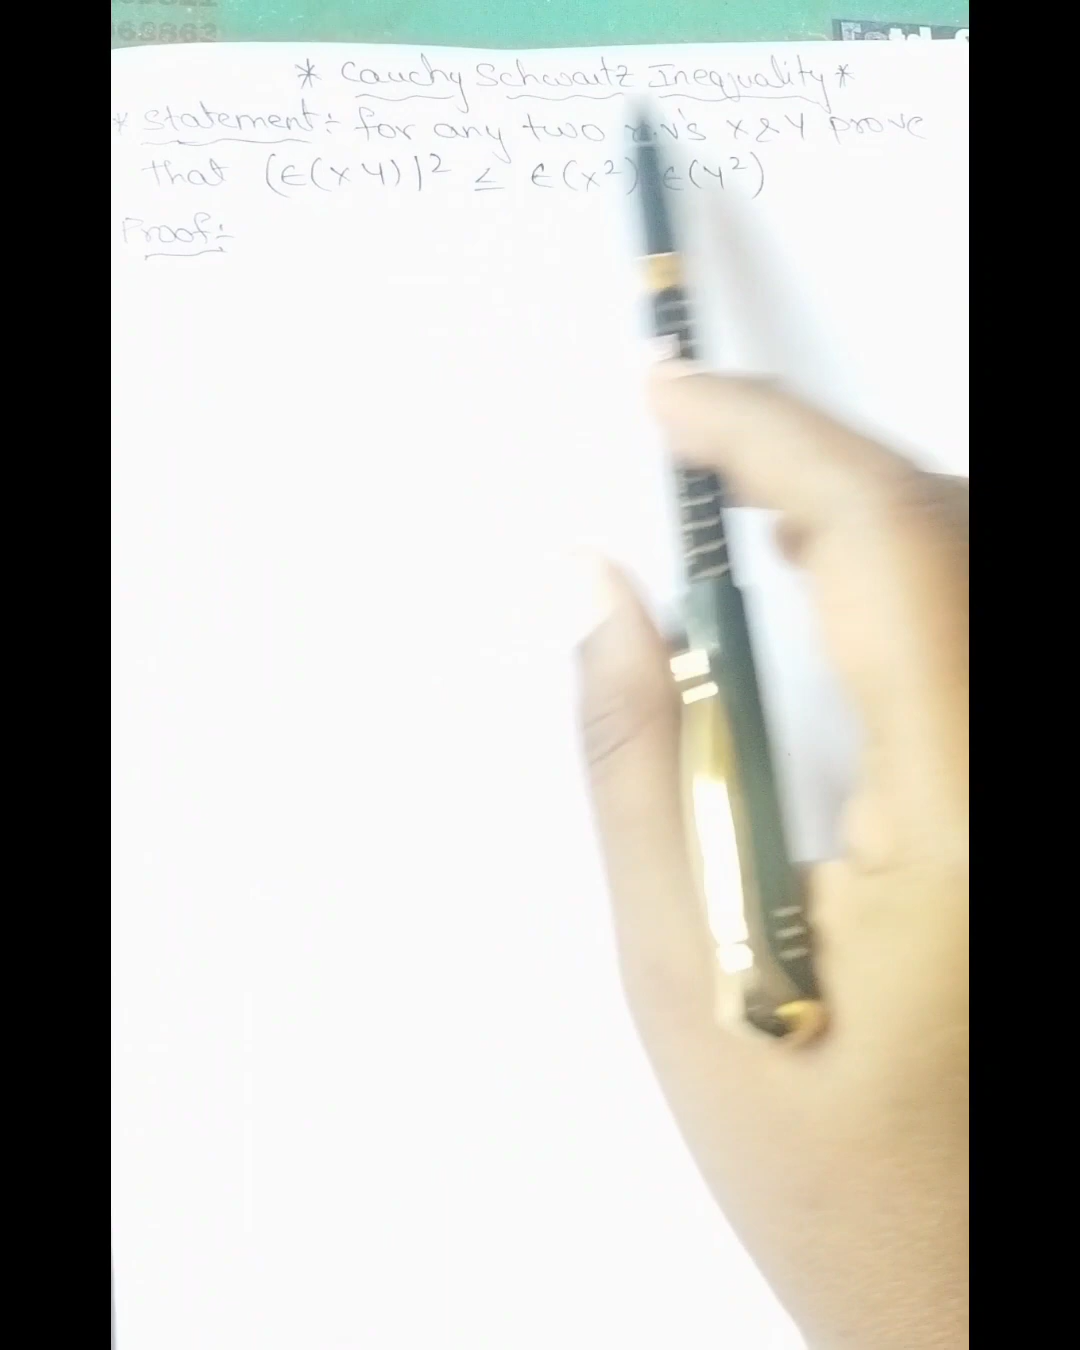 * Cauchy Schwartz Inequality *
* Statement :- for any two r.v's X & Y prove
that (E(XY))² ≤ E(X²) E(Y²)
Proof :-